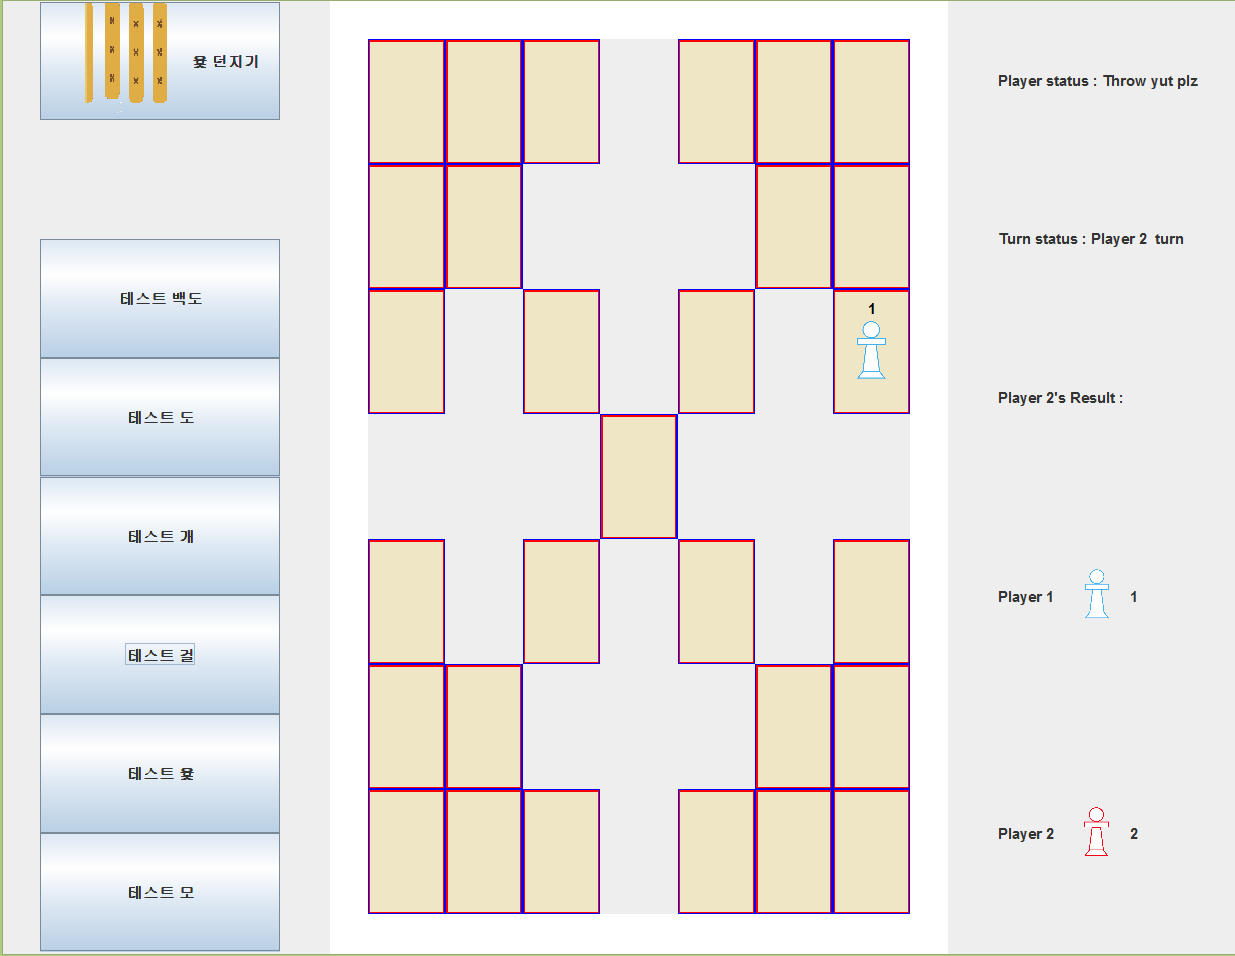 윷 던지기
테스트 백도
테스트 도
테스트 개
테스트 걸
테스트 윷
테스트 모
1
Player status : Throw yut plz
Turn status : Player 2 turn
Player 2's Result :
Player 1 1
Player 2 2